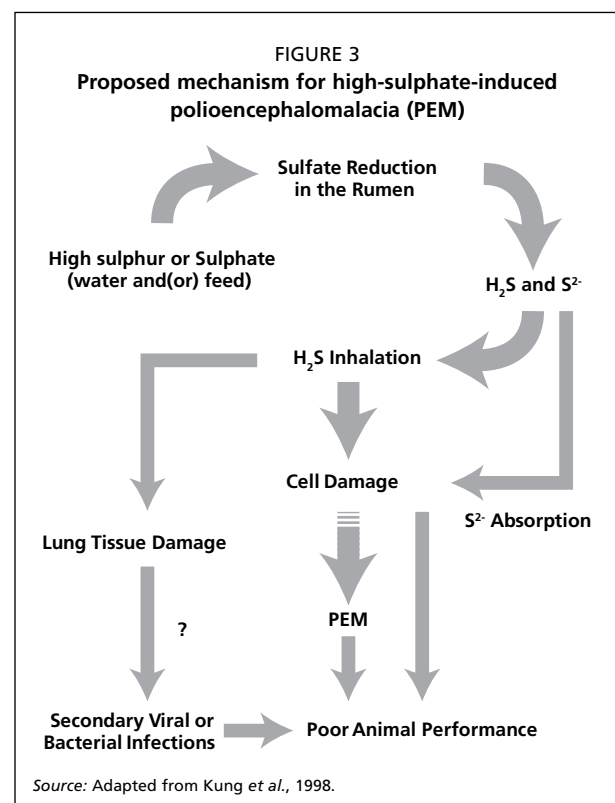 FIGURE 3
Proposed mechanism for high-sulphate-induced
polioencephalomalacia (PEM)
Sulfate Reduction
in the Rumen
High sulphur or Sulphate
(water and(or) feed)
H₂S and S²⁻
H₂S Inhalation
Cell Damage
S²⁻ Absorption
Lung Tissue Damage
PEM
?
Secondary Viral or
Bacterial Infections
Poor Animal Performance
Source: Adapted from Kung et al., 1998.